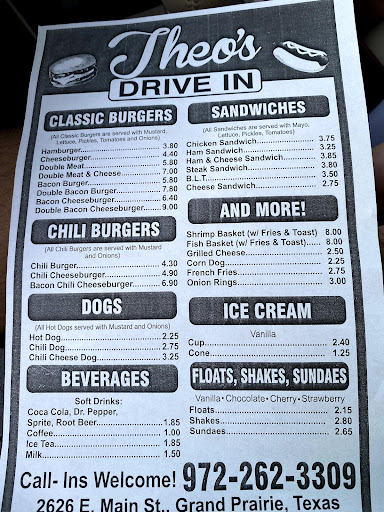 Theo's
DRIVE IN
CLASSIC BURGERS
(All Classic Burgers are served with Mustard,
Lettuce, Pickles, Tomatoes and Onions)
Hamburger 3.80
Cheeseburger 4.40
Double Meat 5.80
Double Meat & Cheese 7.00
Bacon Burger 5.80
Double Bacon Burger 7.80
Bacon Cheeseburger 6.40
Double Bacon Cheeseburger 9.00
CHILI BURGERS
(All Chili Burgers are served with Mustard
and Onions)
Chili Burger 4.30
Chili Cheeseburger 4.90
Bacon Chili Cheeseburger 6.90
DOGS
(All Hot Dogs served with Mustard and Onions)
Hot Dog 2.25
Chili Dog 2.75
Chili Cheese Dog 3.25
BEVERAGES
Soft Drinks:
Coca Cola, Dr. Pepper,
Sprite, Root Beer 1.85
Coffee 1.00
Ice Tea 1.85
Milk 1.50
SANDWICHES
(All Sandwiches are served with Mayo,
Lettuce, Pickles, Tomatoes)
Chicken Sandwich 3.75
Ham Sandwich 3.25
Ham & Cheese Sandwich 3.85
Steak Sandwich 3.80
B.L.T. 3.50
Cheese Sandwich 2.75
AND MORE!
Shrimp Basket (w/ Fries & Toast) 8.00
Fish Basket (w/ Fries & Toast) 8.00
Grilled Cheese 2.50
Corn Dog 2.25
French Fries 2.75
Onion Rings 3.00
ICE CREAM
Vanilla
Cup 2.40
Cone 1.25
FLOATS, SHAKES, SUNDAES
Vanilla • Chocolate • Cherry • Strawberry
Floats 2.15
Shakes 2.80
Sundaes 2.65
Call- Ins Welcome! 972-262-3309
2626 E. Main St., Grand Prairie, Texas